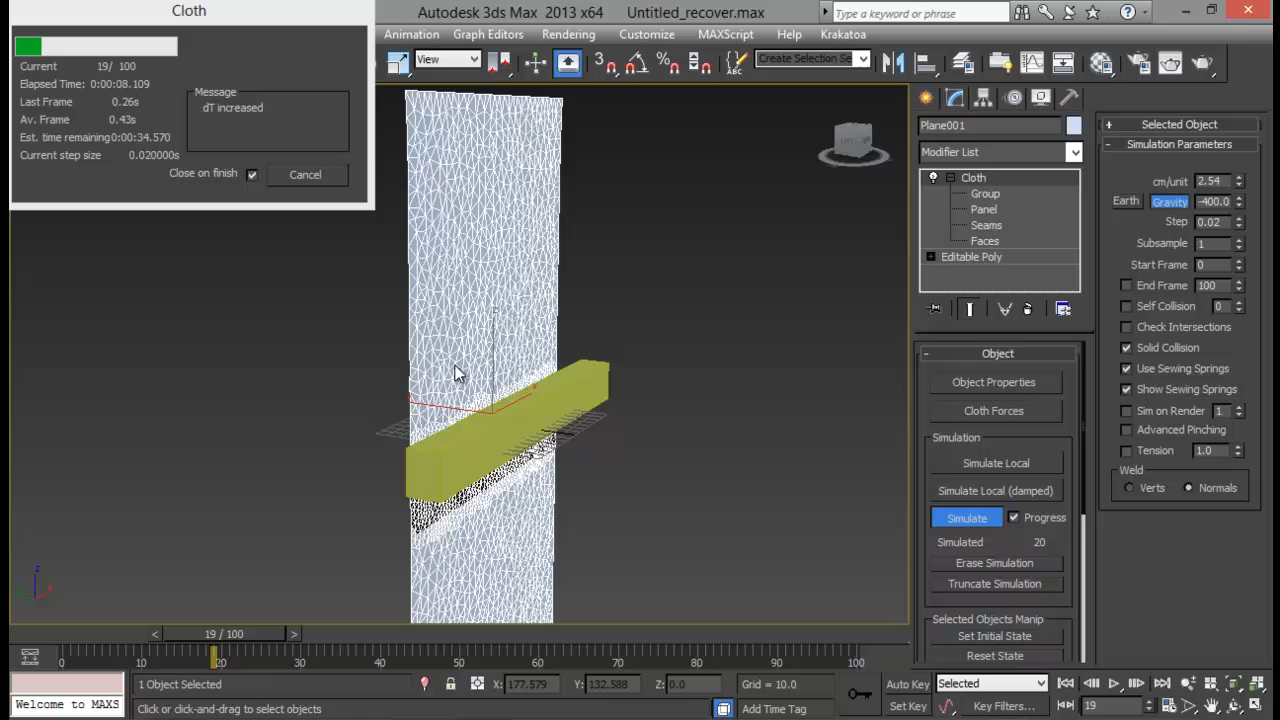 Cloth
Autodesk 3ds Max 2013 x64 Untitled_recover.max
Type a keyword or phrase
Animation Graph Editors Rendering Customize MAXScript Help Krakatoa
View
Create Selection Se
Current 19/ 100
Elapsed Time: 0:00:08.109
Last Frame 0.26s
Av. Frame 0.43s
Est. time remaining 0:00:34.570
Current step size 0.020000s
Message
dT increased
Close on finish
Cancel
Plane001
Modifier List
Cloth
Group
Panel
Seams
Faces
Editable Poly
Object
Object Properties
Cloth Forces
Simulation
Simulate Local
Simulate Local (damped)
Simulate Progress
Simulated 20
Erase Simulation
Truncate Simulation
Selected Objects Manip
Set Initial State
Reset State
Selected Object
Simulation Parameters
cm/unit 2.54
Earth Gravity -400.0
Step 0.02
Subsample 1
Start Frame 0
End Frame 100
Self Collision 0
Check Intersections
Solid Collision
Use Sewing Springs
Show Sewing Springs
Sim on Render 1
Advanced Pinching
Tension 1.0
Weld
Verts Normals
z
x
< 19 / 100 >
0 10 20 30 40 50 60 70 80 90 100
1 Object Selected
X: 177.579 Y: 132.588 Z: 0.0
Grid = 10.0
Auto Key
Selected
Welcome to MAXS
Click or click-and-drag to select objects
Add Time Tag
Set Key
Key Filters...
19